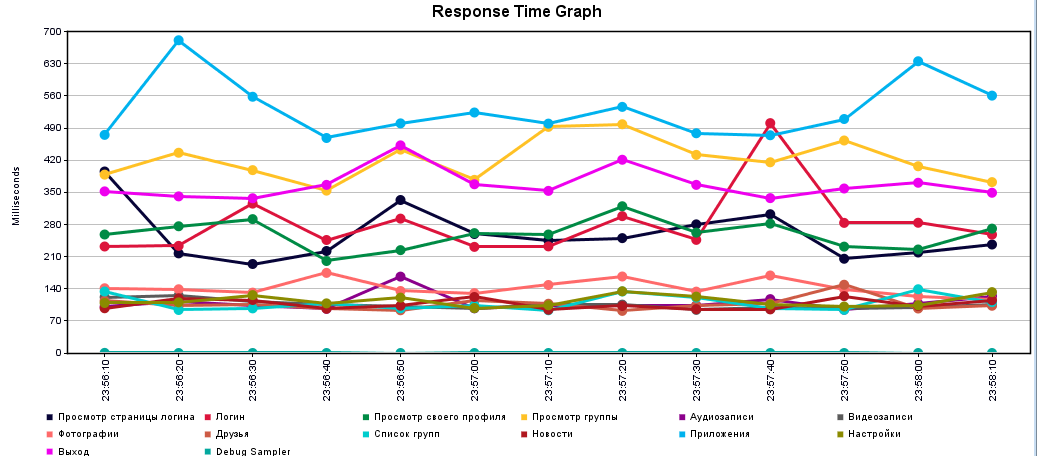 Response Time Graph
700
630
560
490
420
350
280
210
140
70
0
Milliseconds
23:56:10 23:56:20 23:56:30 23:56:40 23:56:50 23:57:00 23:57:10 23:57:20 23:57:30 23:57:40 23:57:50 23:58:00 23:58:10
Просмотр страницы логина Логин Просмотр своего профиля Просмотр группы Аудиозаписи Видеозаписи
Фотографии Друзья Список групп Новости Приложения Настройки
Выход Debug Sampler